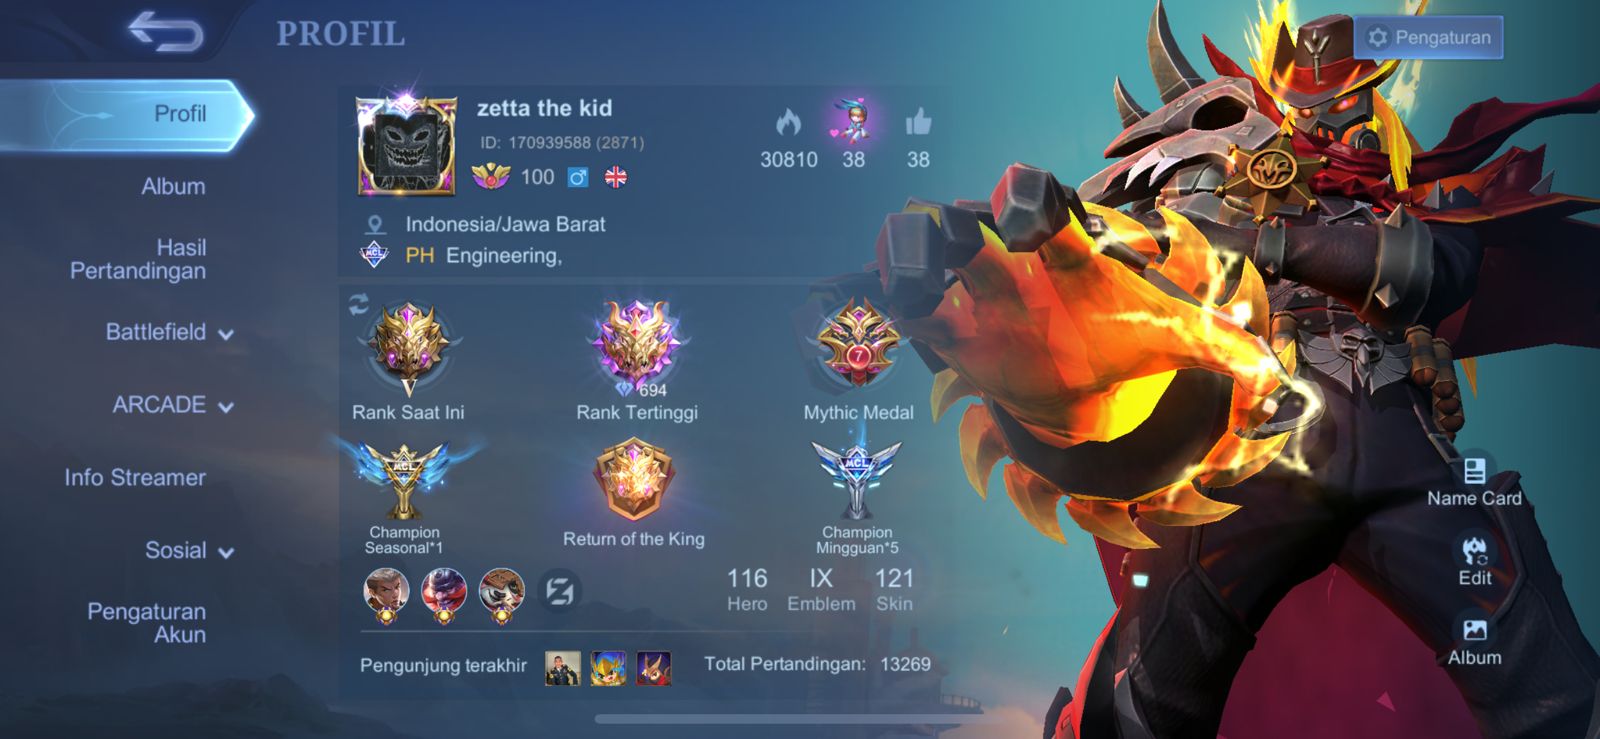 PROFIL
Pengaturan
Profil
Album
Hasil
Pertandingan
Battlefield
ARCADE
Info Streamer
Sosial
Pengaturan
Akun
zetta the kid
ID: 170939588 (2871)
100
30810
38
38
Indonesia/Jawa Barat
MCL
PH Engineering,
V
Rank Saat Ini
694
Rank Tertinggi
7
Mythic Medal
MCL
Champion
Seasonal*1
Return of the King
MCL
Champion
Mingguan*5
116
Hero
IX
Emblem
121
Skin
Pengunjung terakhir
Total Pertandingan: 13269
Name Card
Edit
Album